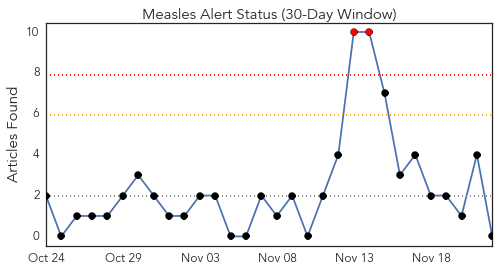 Measles Alert Status (30-Day Window)
Articles Found
10
8
6
4
2
0
Oct 24 Oct 29 Nov 03 Nov 08 Nov 13 Nov 18